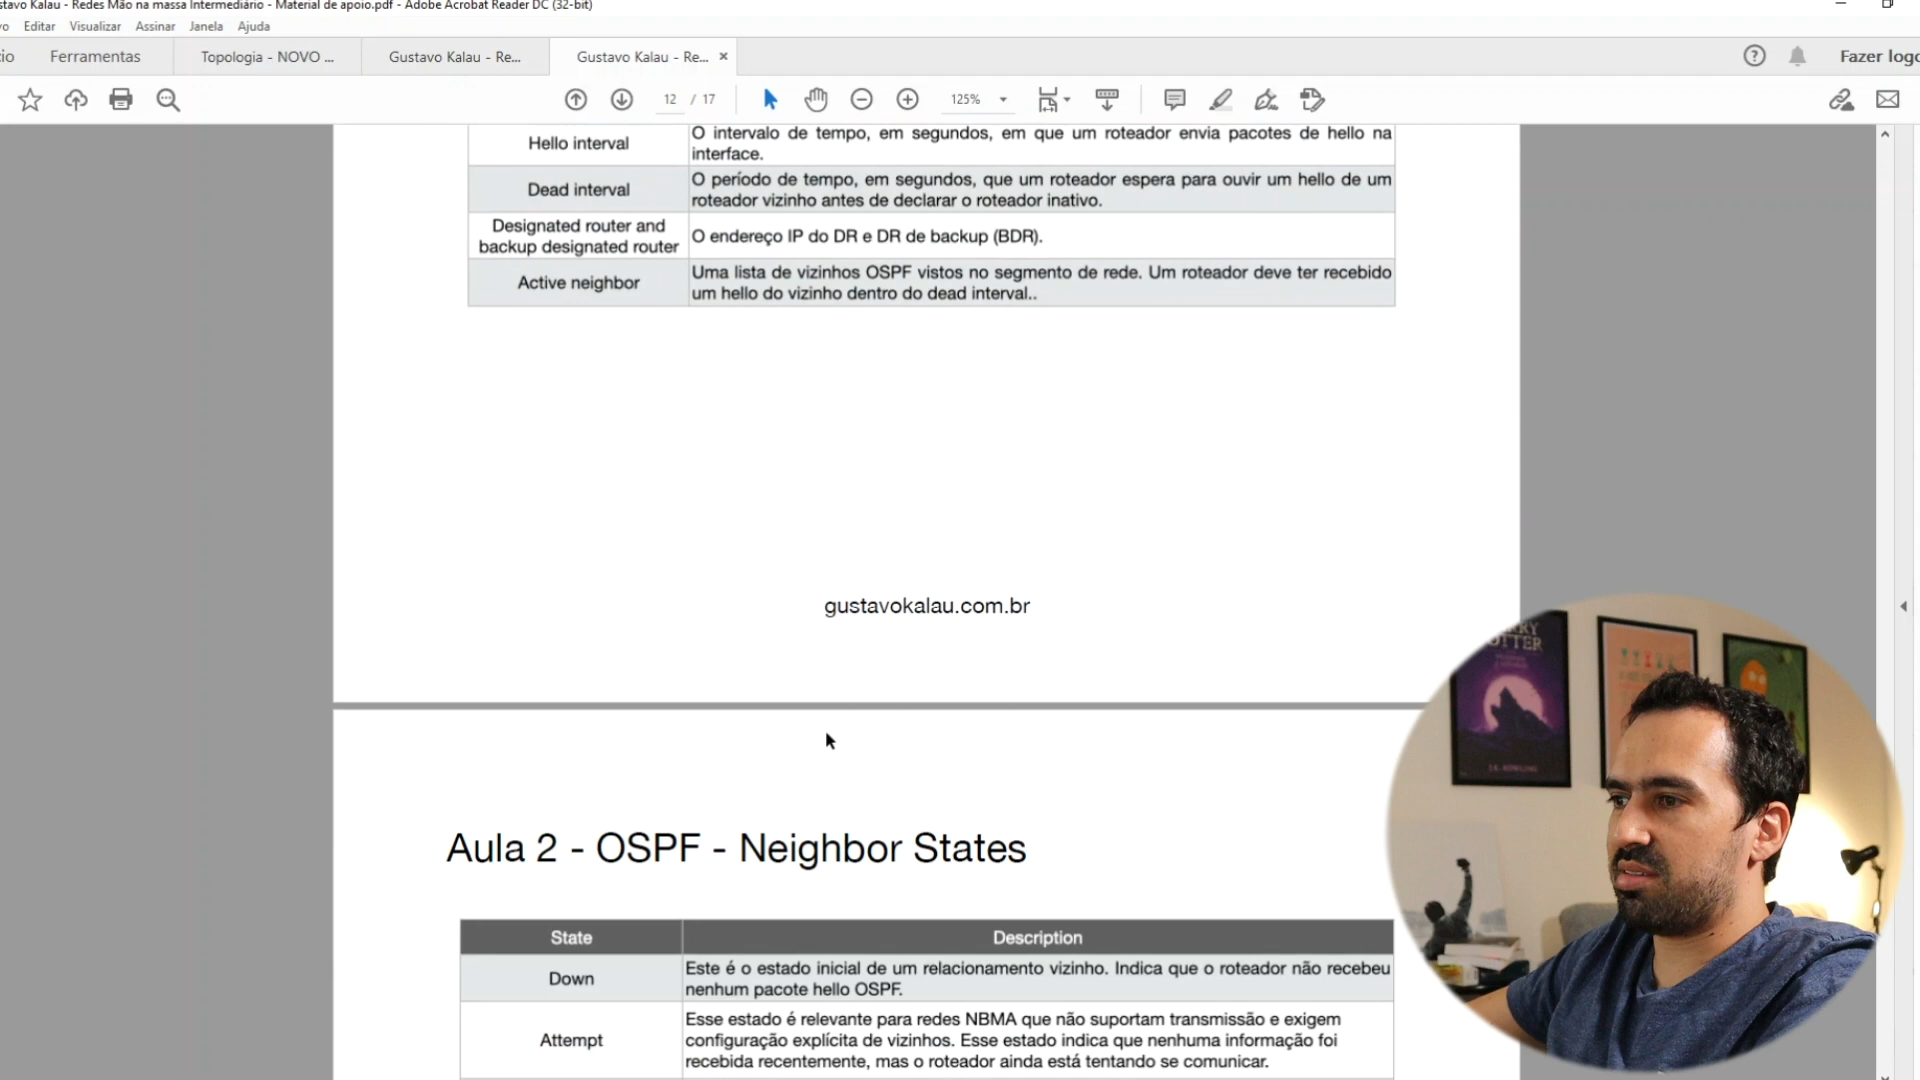 stavo Kalau - Redes Mão na massa Intermediário - Material de apoio.pdf - Adobe Acrobat Reader DC (32-bit)
vo Editar Visualizar Assinar Janela Ajuda
cio Ferramentas Topologia - NOVO ... Gustavo Kalau - Re... Gustavo Kalau - Re... Fazer logo
12 / 17 125%
Hello interval
O intervalo de tempo, em segundos, em que um roteador envia pacotes de hello na
interface.
Dead interval
O período de tempo, em segundos, que um roteador espera para ouvir um hello de um
roteador vizinho antes de declarar o roteador inativo.
Designated router and
backup designated router
O endereço IP do DR e DR de backup (BDR).
Active neighbor
Uma lista de vizinhos OSPF vistos no segmento de rede. Um roteador deve ter recebido
um hello do vizinho dentro do dead interval..
gustavokalau.com.br
Aula 2 - OSPF - Neighbor States
State Description
Down
Este é o estado inicial de um relacionamento vizinho. Indica que o roteador não recebeu
nenhum pacote hello OSPF.
Attempt
Esse estado é relevante para redes NBMA que não suportam transmissão e exigem
configuração explícita de vizinhos. Esse estado indica que nenhuma informação foi
recebida recentemente, mas o roteador ainda está tentando se comunicar.
RRY
OTTER
J.K. ROWLING